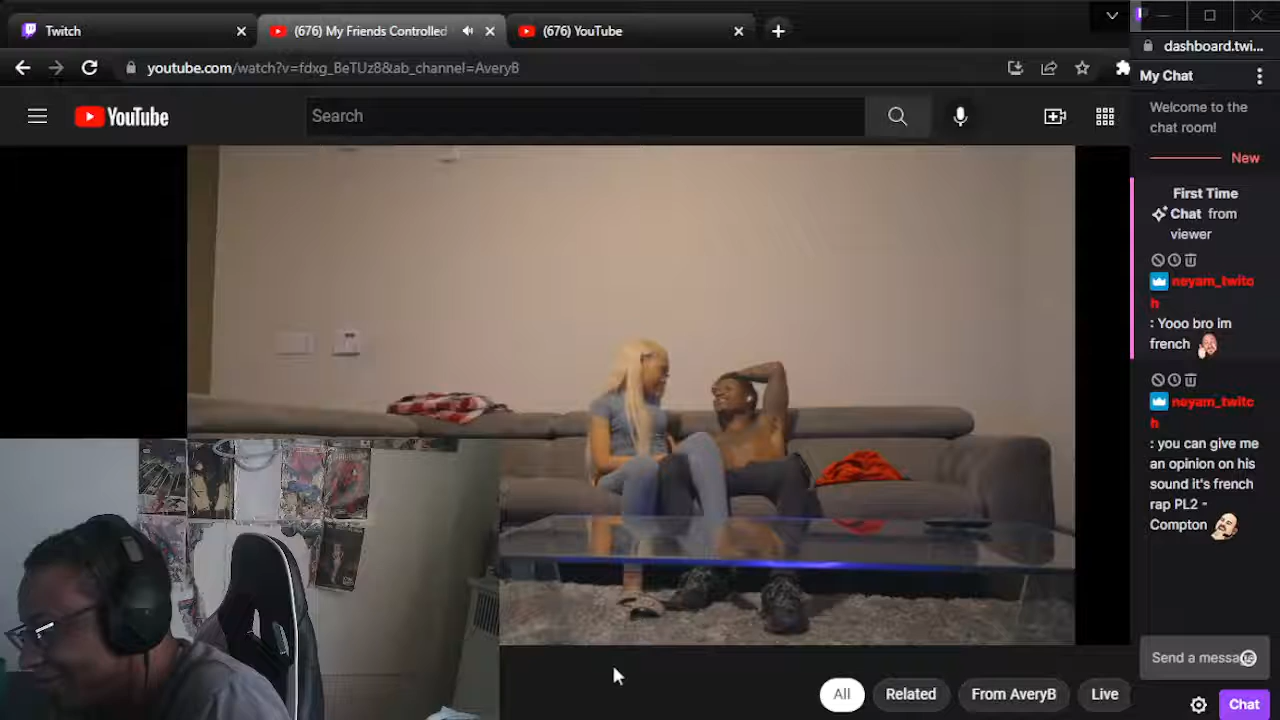 Twitch
(676) My Friends Controlled
(676) YouTube
youtube.com/watch?v=fdxg_BeTUz8&ab_channel=AveryB
YouTube
Search
All
Related
From AveryB
Live
dashboard.twi...
My Chat
Welcome to the
chat room!
New
First Time
Chat from
viewer
neyam_twitc
h
: Yooo bro im
french
neyam_twitc
h
: you can give me
an opinion on his
sound it's french
rap PL2 -
Compton
Send a messa
Chat